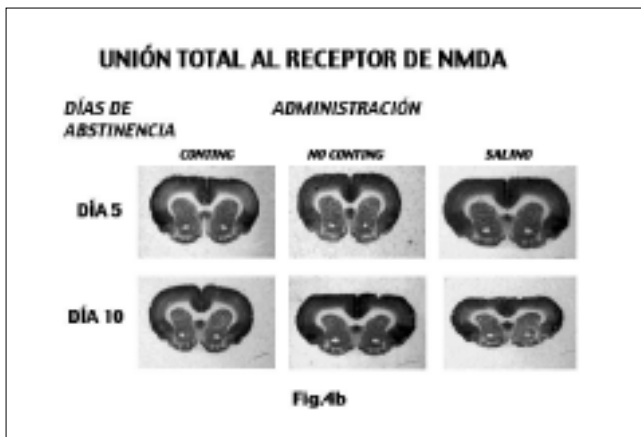 UNIÓN TOTAL AL RECEPTOR DE NMDA
DÍAS DE ABSTINENCIA
ADMINISTRACIÓN
CONTING
NO CONTING
SALINO
DÍA 5
DÍA 10
Fig.4b